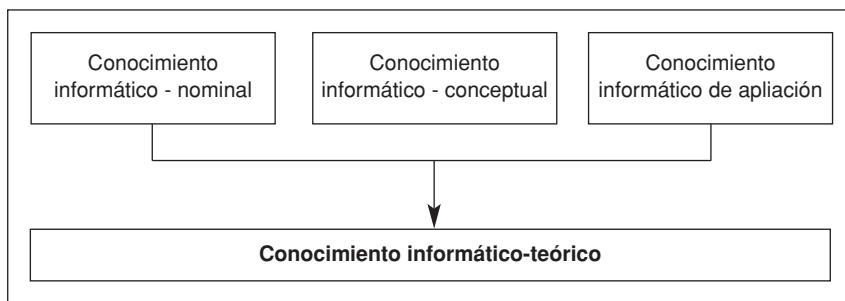 Conocimiento
informático - nominal
Conocimiento
informático - conceptual
Conocimiento
informático de apliación
Conocimiento informático-teórico